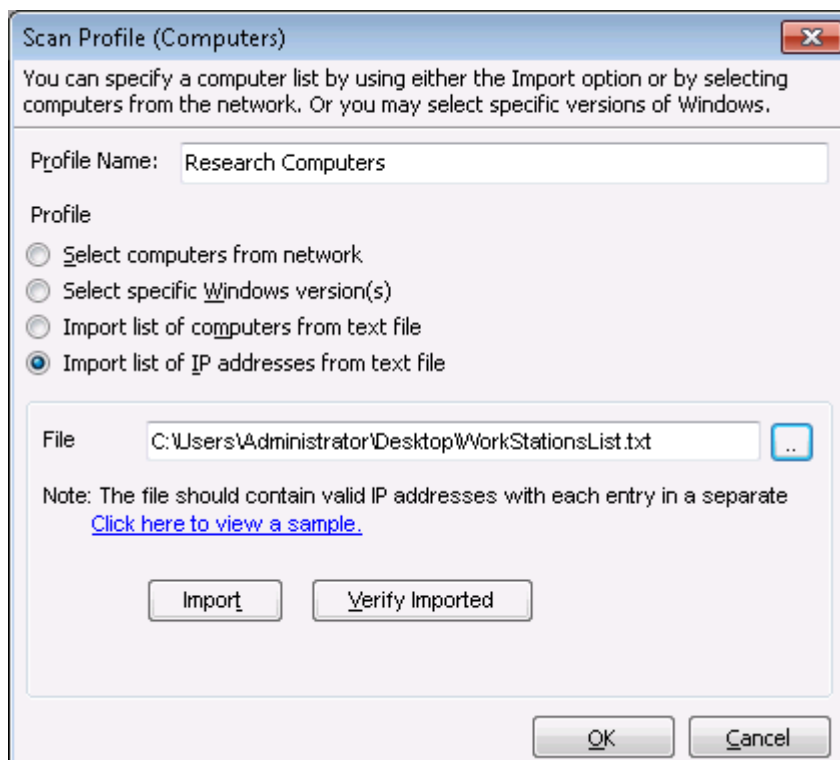 Scan Profile (Computers)
You can specify a computer list by using either the Import option or by selecting
computers from the network. Or you may select specific versions of Windows.
Profile Name: Research Computers
Profile
Select computers from network
Select specific Windows version(s)
Import list of computers from text file
Import list of IP addresses from text file
File C:\Users\Administrator\Desktop\WorkStationsList.txt ..
Note: The file should contain valid IP addresses with each entry in a separate
Click here to view a sample.
Import Verify Imported
OK Cancel